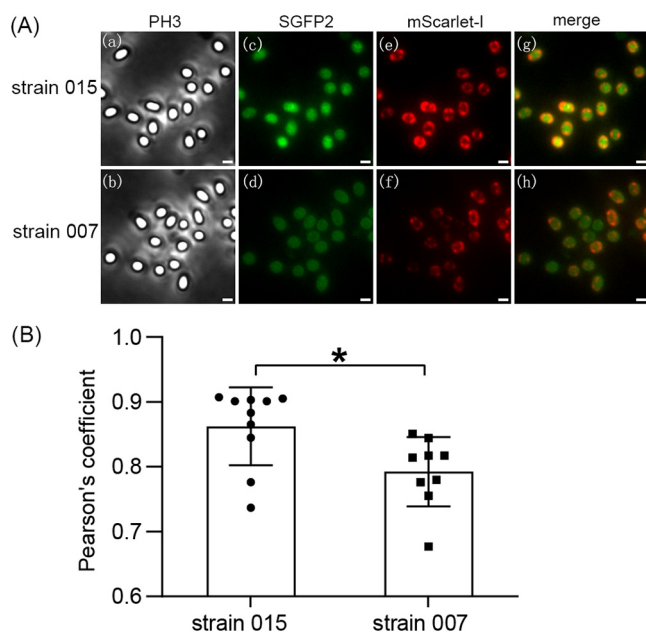 (A)
PH3 SGFP2 mScarlet-I merge
strain 015
(a) (c) (e) (g)
strain 007
(b) (d) (f) (h)
(B)
Pearson's coefficient
1.0
0.9
0.8
0.7
0.6
*
strain 015 strain 007